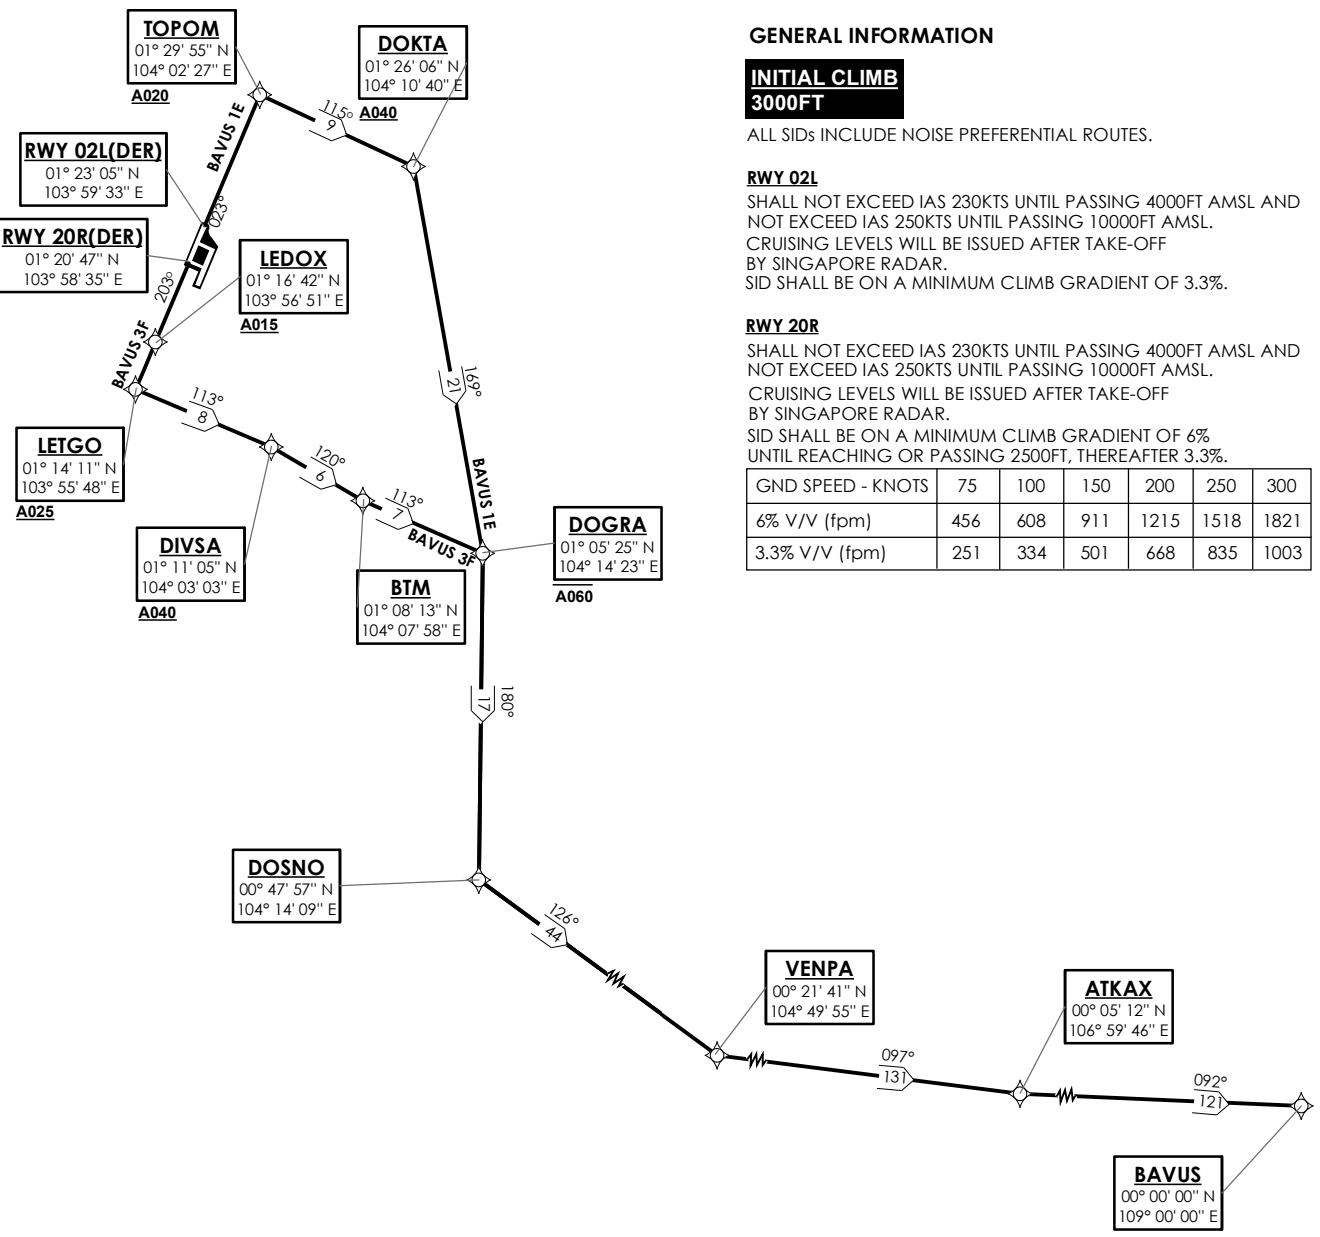 TOPOM
01° 29' 55" N
104° 02' 27" E
A020
DOKTA
01° 26' 06" N
104° 10' 40" E
A040
115°
9
BAVUS 1E
RWY 02L(DER)
01° 23' 05" N
103° 59' 33" E
023°
RWY 20R(DER)
01° 20' 47" N
103° 58' 35" E
203°
LEDOX
01° 16' 42" N
103° 56' 51" E
A015
BAVUS 3F
169°
21
113°
8
LETGO
01° 14' 11" N
103° 55' 48" E
A025
120°
6
113°
7
BAVUS 1E
BAVUS 3F
DIVSA
01° 11' 05" N
104° 03' 03" E
A040
BTM
01° 08' 13" N
104° 07' 58" E
DOGRA
01° 05' 25" N
104° 14' 23" E
A060
180°
17
DOSNO
00° 47' 57" N
104° 14' 09" E
126°
44
VENPA
00° 21' 41" N
104° 49' 55" E
097°
131
ATKAX
00° 05' 12" N
106° 59' 46" E
092°
121
BAVUS
00° 00' 00" N
109° 00' 00" E
GENERAL INFORMATION
INITIAL CLIMB
3000FT
ALL SIDs INCLUDE NOISE PREFERENTIAL ROUTES.
RWY 02L
SHALL NOT EXCEED IAS 230KTS UNTIL PASSING 4000FT AMSL AND
NOT EXCEED IAS 250KTS UNTIL PASSING 10000FT AMSL.
CRUISING LEVELS WILL BE ISSUED AFTER TAKE-OFF
BY SINGAPORE RADAR.
SID SHALL BE ON A MINIMUM CLIMB GRADIENT OF 3.3%.
RWY 20R
SHALL NOT EXCEED IAS 230KTS UNTIL PASSING 4000FT AMSL AND
NOT EXCEED IAS 250KTS UNTIL PASSING 10000FT AMSL.
CRUISING LEVELS WILL BE ISSUED AFTER TAKE-OFF
BY SINGAPORE RADAR.
SID SHALL BE ON A MINIMUM CLIMB GRADIENT OF 6%
UNTIL REACHING OR PASSING 2500FT, THEREAFTER 3.3%.
GND SPEED - KNOTS 75 100 150 200 250 300
6% V/V (fpm) 456 608 911 1215 1518 1821
3.3% V/V (fpm) 251 334 501 668 835 1003